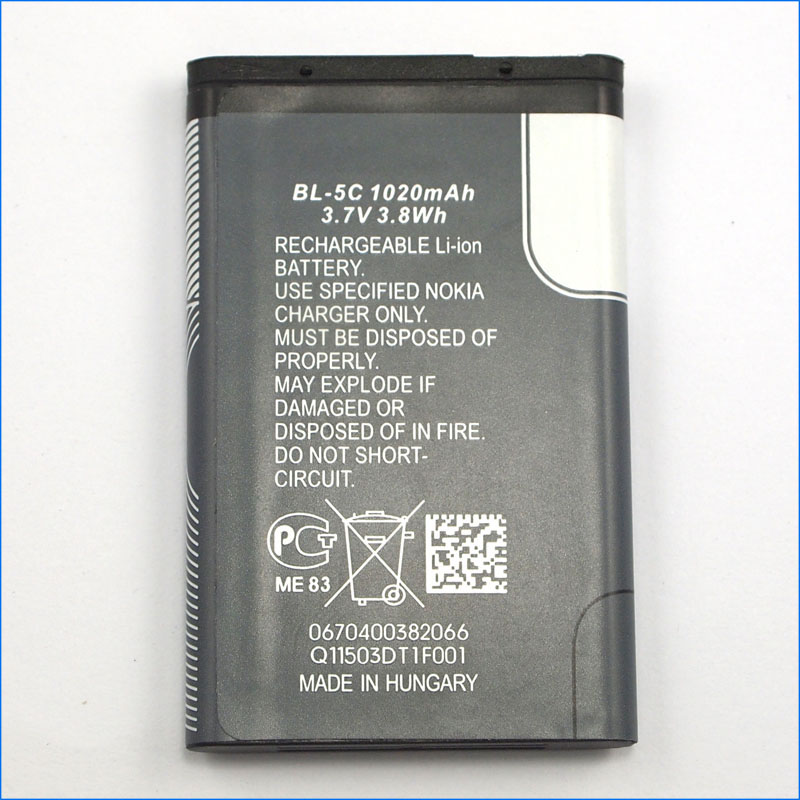 BL-5C 1020mAh
3.7V 3.8Wh
RECHARGEABLE Li-ion
BATTERY.
USE SPECIFIED NOKIA
CHARGER ONLY.
MUST BE DISPOSED OF
PROPERLY.
MAY EXPLODE IF
DAMAGED OR
DISPOSED OF IN FIRE.
DO NOT SHORT-
CIRCUIT.
PCT
ME 83
0670400382066
Q11503DT1F001
MADE IN HUNGARY